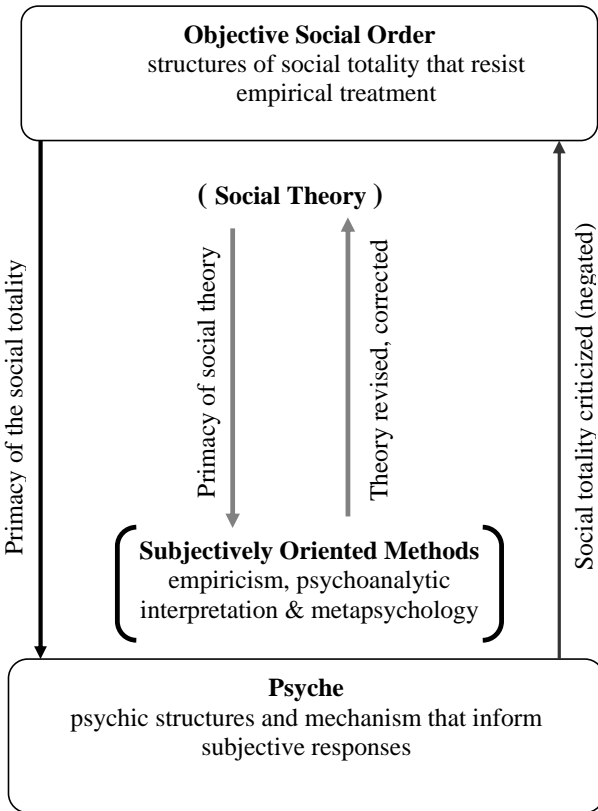 Objective Social Order
structures of social totality that resist
empirical treatment
( Social Theory )
Primacy of the social totality
Primacy of social theory
Theory revised, corrected
Social totality criticized (negated)
Subjectively Oriented Methods
empiricism, psychoanalytic
interpretation & metapsychology
Psyche
psychic structures and mechanism that inform
subjective responses